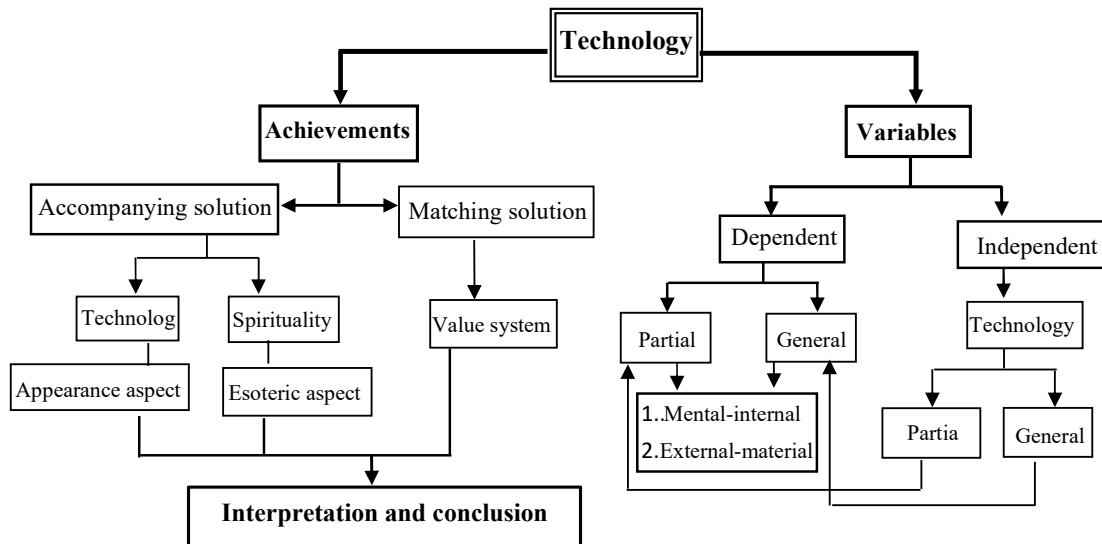 Technology
Achievements
Variables
Accompanying solution
Matching solution
Dependent
Independent
Technolog
Spirituality
Value system
Partial
General
Technology
Appearance aspect
Esoteric aspect
1..Mental-internal
2.External-material
Partia
General
Interpretation and conclusion